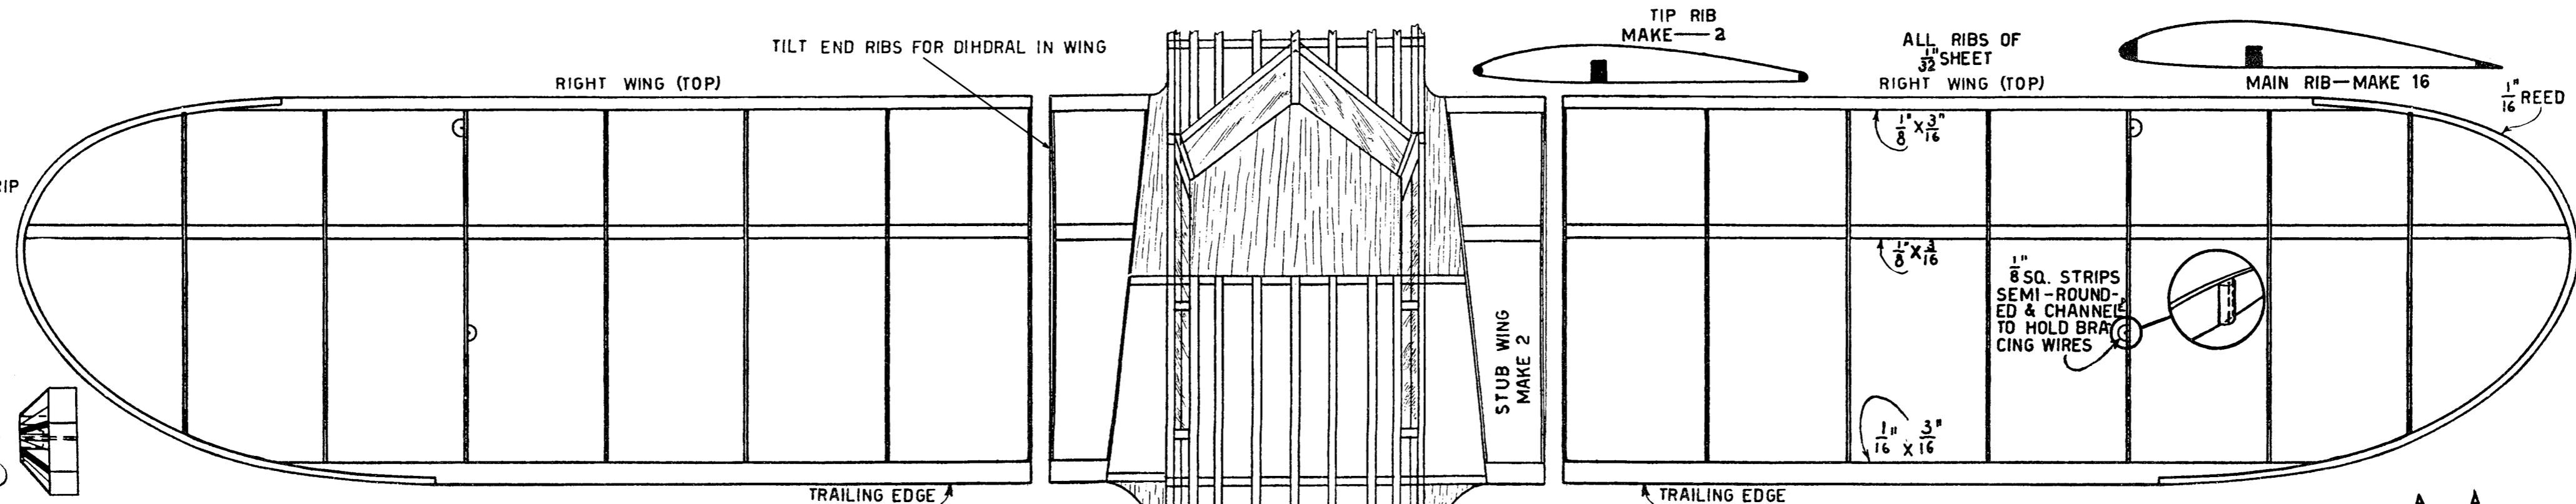 TILT END RIBS FOR DIHDRAL IN WING
RIGHT WING (TOP)
TIP RIB
MAKE—2
ALL RIBS OF
1/32" SHEET
RIGHT WING (TOP)
MAIN RIB—MAKE 16
1/16" REED
1/8" X 3/16"
1/8" X 3/16
1/8" SQ. STRIPS
SEMI-ROUND-
ED & CHANNEL
TO HOLD BRA
CING WIRES
STUB WING
MAKE 2
1/16" X 3/16"
TRAILING EDGE
TRAILING EDGE